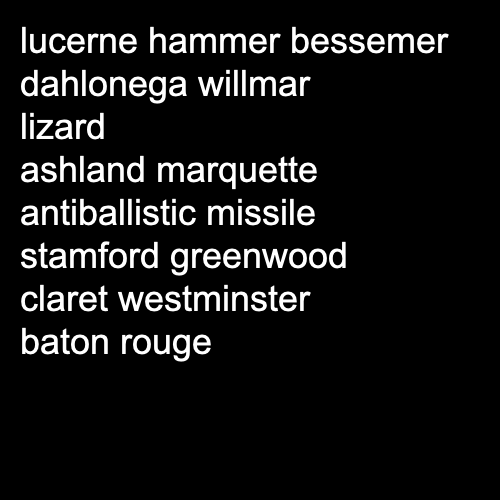 lucerne hammer bessemer
dahlonega willmar
lizard
ashland marquette
antiballistic missile
stamford greenwood
claret westminster
baton rouge